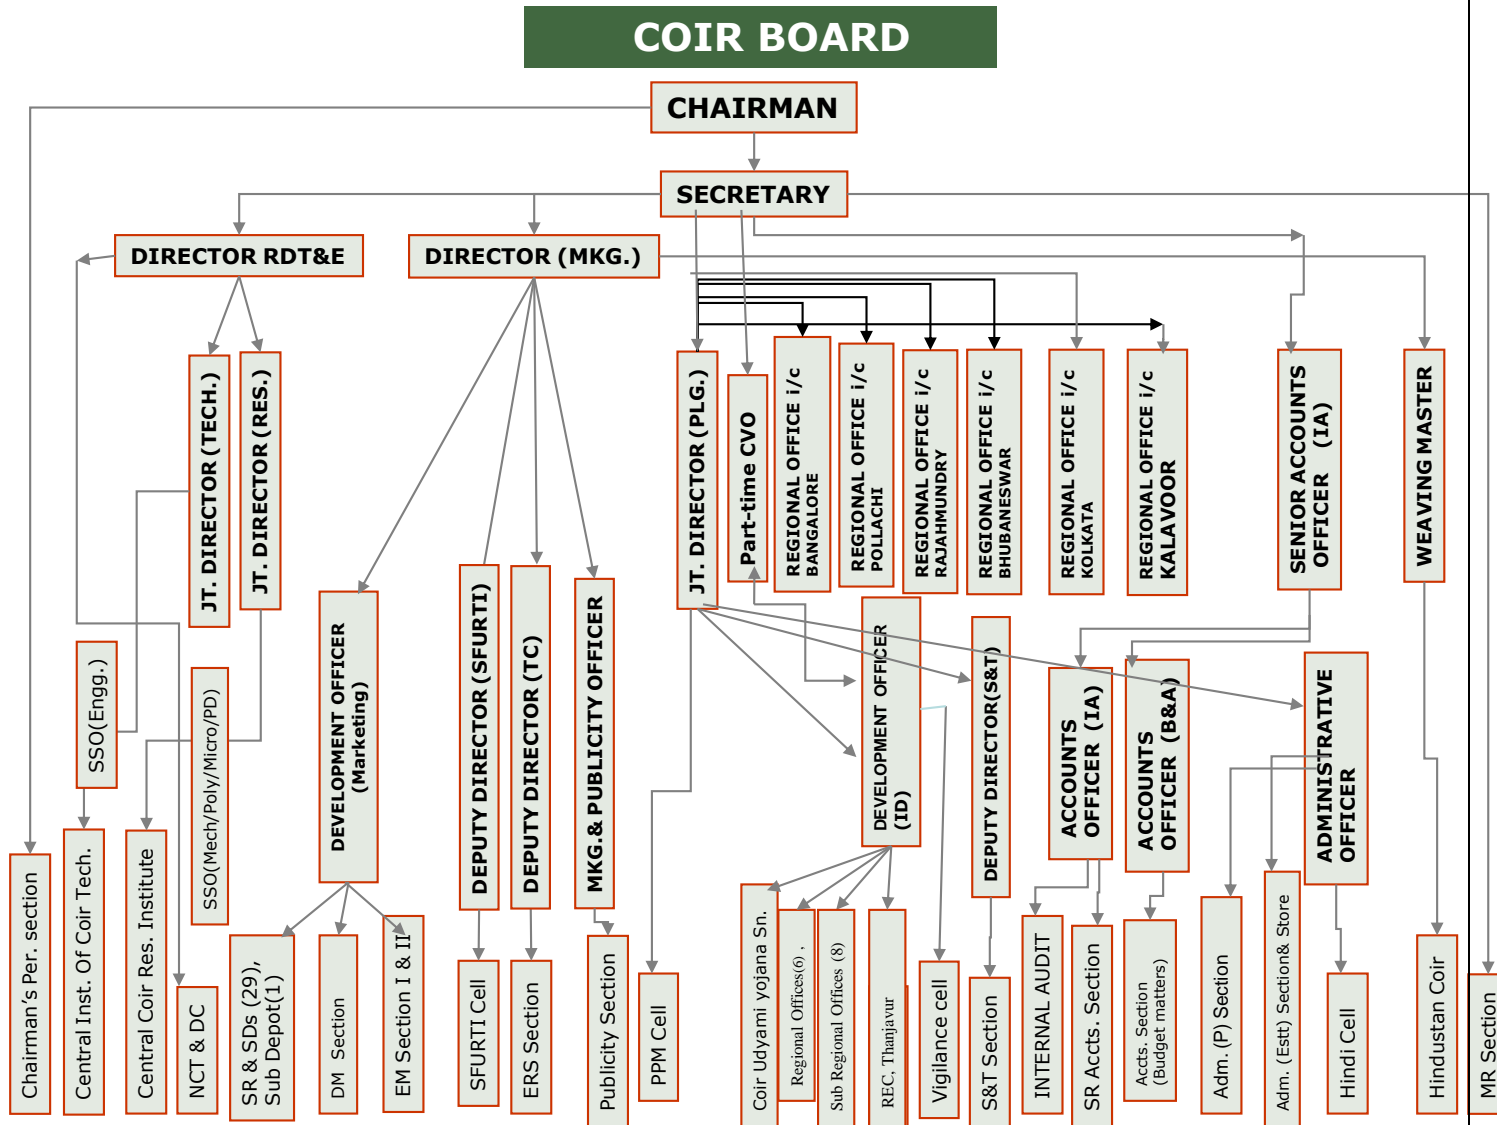 COIR BOARD
CHAIRMAN
SECRETARY
DIRECTOR RDT&E
DIRECTOR (MKG.)
JT. DIRECTOR (TECH.)
JT. DIRECTOR (RES.)
JT. DIRECTOR (PLG.)
Part-time CVO
REGIONAL OFFICE i/c
BANGALORE
REGIONAL OFFICE i/c
POLLACHI
REGIONAL OFFICE i/c
RAJAHMUNDRY
REGIONAL OFFICE i/c
BHUBANESWAR
REGIONAL OFFICE i/c
KOLKATA
REGIONAL OFFICE i/c
KALAVOOR
SENIOR ACCOUNTS
OFFICER (IA)
WEAVING MASTER
SSO(Engg.)
SSO(Mech/Poly/Micro/PD)
DEVELOPMENT OFFICER
(Marketing)
DEPUTY DIRECTOR (SFURTI)
DEPUTY DIRECTOR (TC)
MKG.& PUBLICITY OFFICER
DEVELOPMENT OFFICER
(ID)
DEPUTY DIRECTOR(S&T)
ACCOUNTS
OFFICER (IA)
ACCOUNTS
OFFICER (B&A)
ADMINISTRATIVE
OFFICER
Chairman's Per. section
Central Inst. Of Coir Tech.
Central Coir Res. Institute
NCT & DC
SR & SDs (29),
Sub Depot(1)
DM Section
EM Section I & II
SFURTI Cell
ERS Section
Publicity Section
PPM Cell
Coir Udyami yojana Sn.
Regional Offices(6) ,
Sub Regional Offices (8)
REC, Thanjavur
Vigilance cell
S&T Section
INTERNAL AUDIT
SR Accts. Section
Accts. Section
(Budget matters)
Adm. (P) Section
Adm. (Estt) Section& Store
Hindi Cell
Hindustan Coir
MR Section